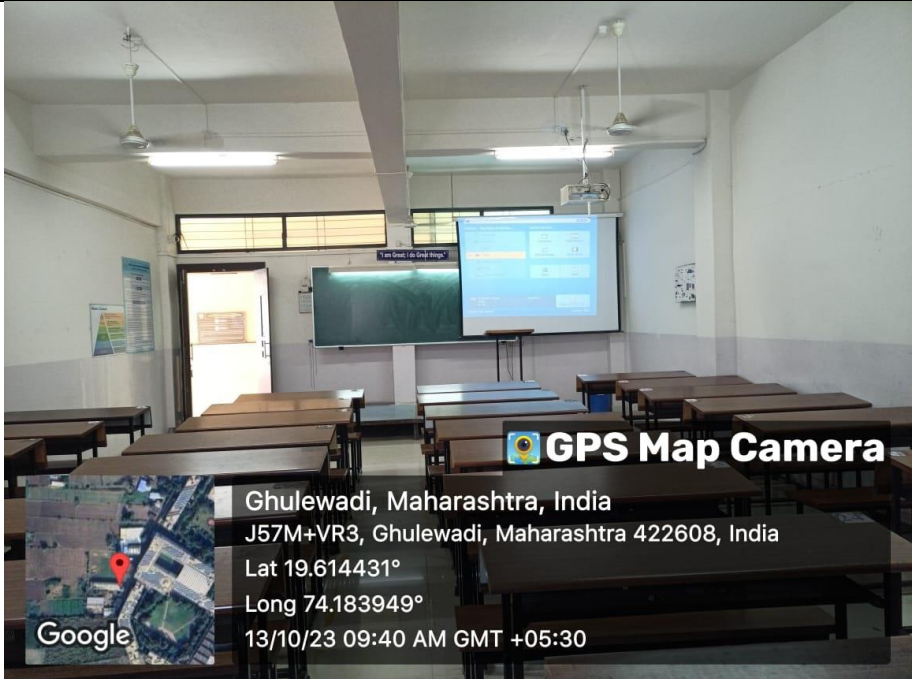 "I am Great; i do Great things."
GPS Map Camera
Ghulewadi, Maharashtra, India
J57M+VR3, Ghulewadi, Maharashtra 422608, India
Lat 19.614431°
Long 74.183949°
13/10/23 09:40 AM GMT +05:30
Google